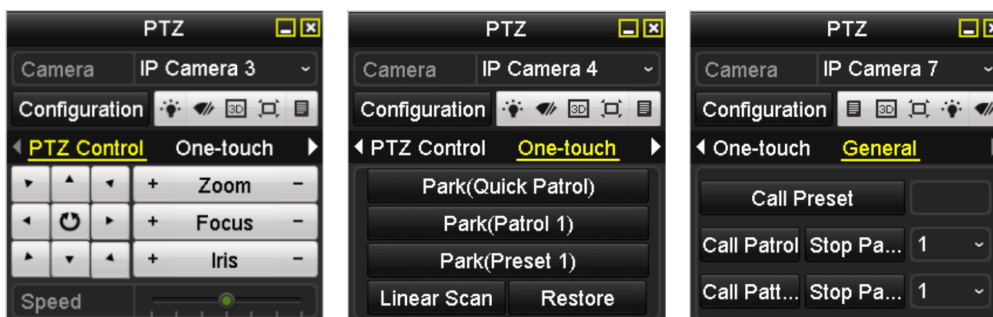 PTZ
Camera IP Camera 3
Configuration 3D
PTZ Control One-touch
+ Zoom -
+ Focus -
+ Iris -
Speed
PTZ
Camera IP Camera 4
Configuration 3D
PTZ Control One-touch
Park(Quick Patrol)
Park(Patrol 1)
Park(Preset 1)
Linear Scan Restore
PTZ
Camera IP Camera 7
Configuration 3D
One-touch General
Call Preset
Call Patrol Stop Pa... 1
Call Patt... Stop Pa... 1